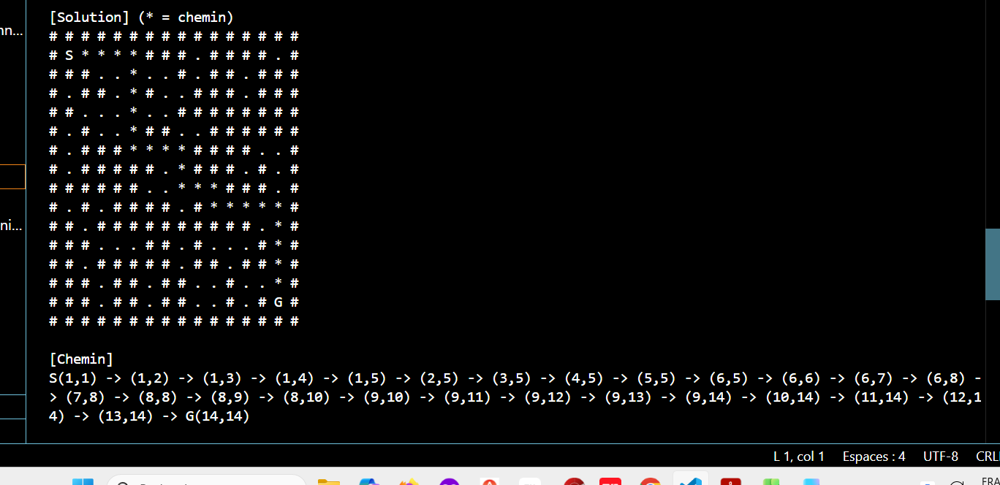 [Solution] (* = chemin)
# # # # # # # # # # # # # # # #
# S * * * * # # # . # # # # . #
# # # . . * . . # . # # . # # #
# . # # . * # . . # # # . # # #
# # . . . * . . # # # # # # # #
# . # . . * # # . . # # # # # #
# . # # # * * * * # # # # . . #
# . # # # # # . * # # # . # . #
# # # # # # . . * * * # # # . #
# . # . # # # # . # * * * * * #
# # . # # # # # # # # # # . * #
# # # . . . # # . # . . . # * #
# # . # # # # # . # # . # # * #
# # # . # # . # # . . # . . * #
# # # . # # . # # . . # . # G #
# # # # # # # # # # # # # # # #
[Chemin]
S(1,1) -> (1,2) -> (1,3) -> (1,4) -> (1,5) -> (2,5) -> (3,5) -> (4,5) -> (5,5) -> (6,5) -> (6,6) -> (6,7) -> (6,8) -
> (7,8) -> (8,8) -> (8,9) -> (8,10) -> (9,10) -> (9,11) -> (9,12) -> (9,13) -> (9,14) -> (10,14) -> (11,14) -> (12,1
4) -> (13,14) -> G(14,14)
L 1, col 1 Espaces : 4 UTF-8